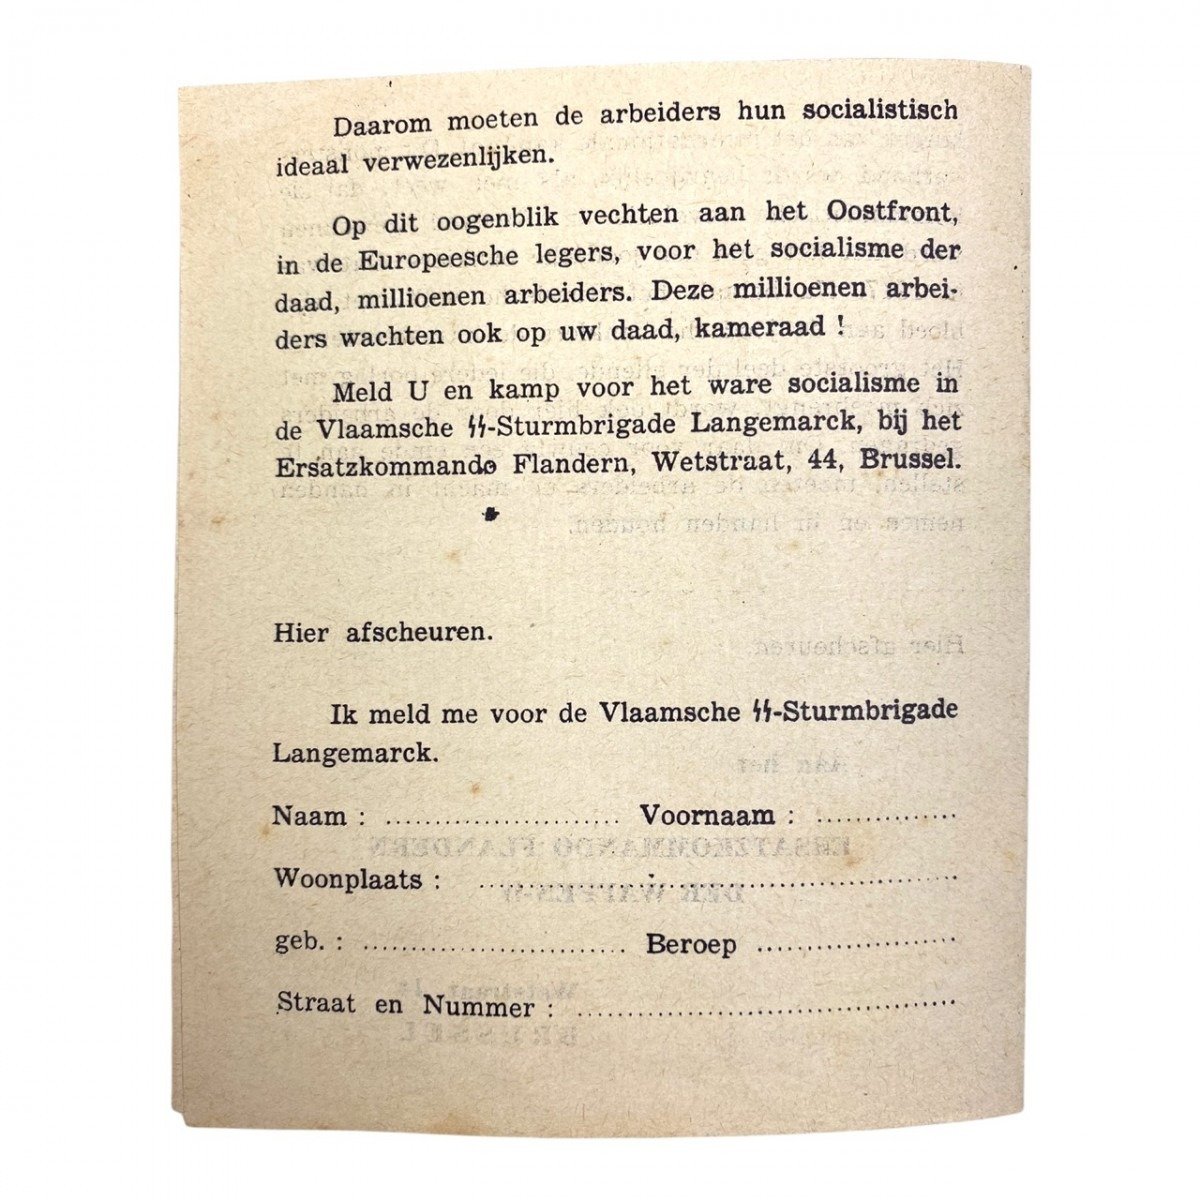 Daarom moeten de arbeiders hun socialistisch
ideaal verwezenlijken.
Op dit oogenblik vechten aan het Oostfront,
in de Europeesche legers, voor het socialisme der
daad, millioenen arbeiders. Deze millioenen arbei-
ders wachten ook op uw daad, kameraad !
Meld U en kamp voor het ware socialisme in
de Vlaamsche ᛋᛋ-Sturmbrigade Langemarck, bij het
Ersatzkommando Flandern, Wetstraat, 44, Brussel.
Hier afscheuren.
Ik meld me voor de Vlaamsche ᛋᛋ-Sturmbrigade
Langemarck.
Naam : ........................ Voornaam : ...............
Woonplaats : .................................................
geb. : ............................ Beroep .....................
Straat en Nummer : .......................................